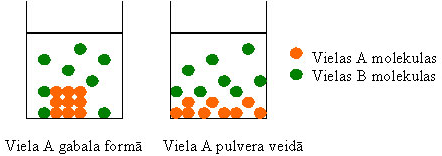 Vielas A molekulas
Vielas B molekulas
Viela A gabala formā
Viela A pulvera veidā